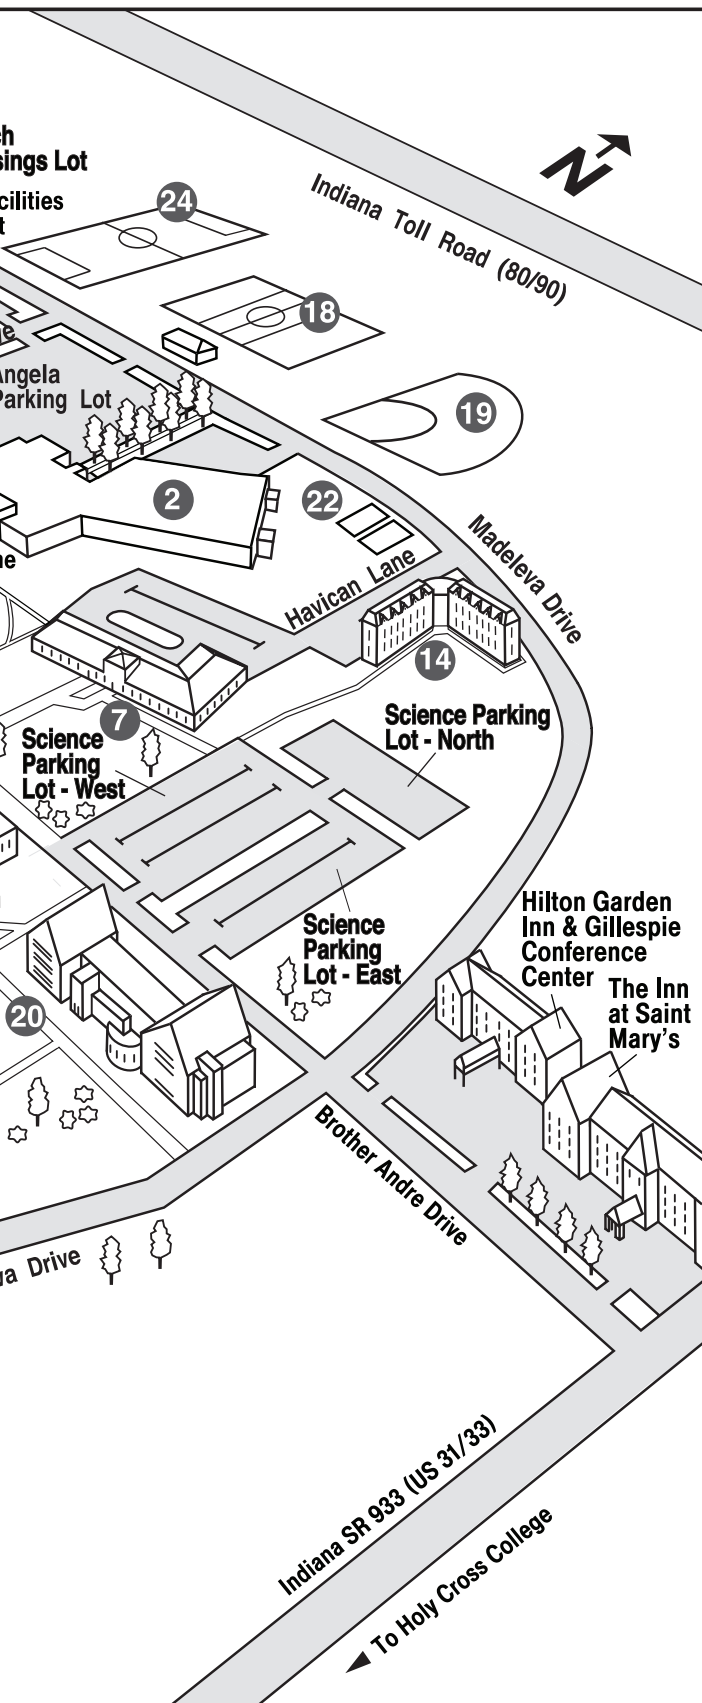 sings Lot
24
N
Indiana Toll Road (80/90)
18
Angela
Parking Lot
19
2
22
Havican Lane
Madeleva Drive
14
7
Science Parking
Lot - North
Science
Parking
Lot - West
Science
Parking
Lot - East
Hilton Garden
Inn & Gillespie
Conference
Center
The Inn
at Saint
Mary's
20
Brother Andre Drive
Drive
Indiana SR 933 (US 31/33)
To Holy Cross College